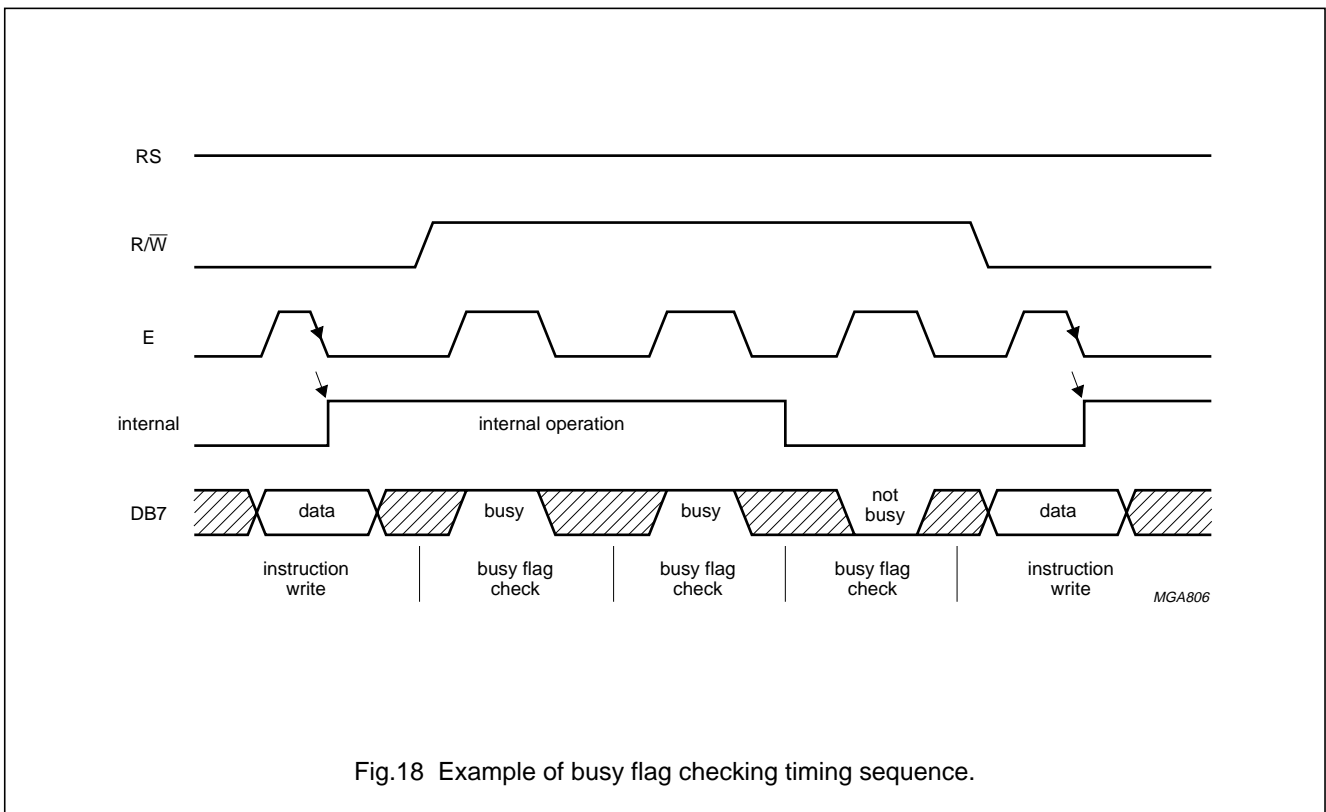 RS
R/W̅
E
internal
internal operation
DB7
data
busy
busy
not
busy
data
instruction
write
busy flag
check
busy flag
check
busy flag
check
instruction
write
MGA806
Fig.18 Example of busy flag checking timing sequence.